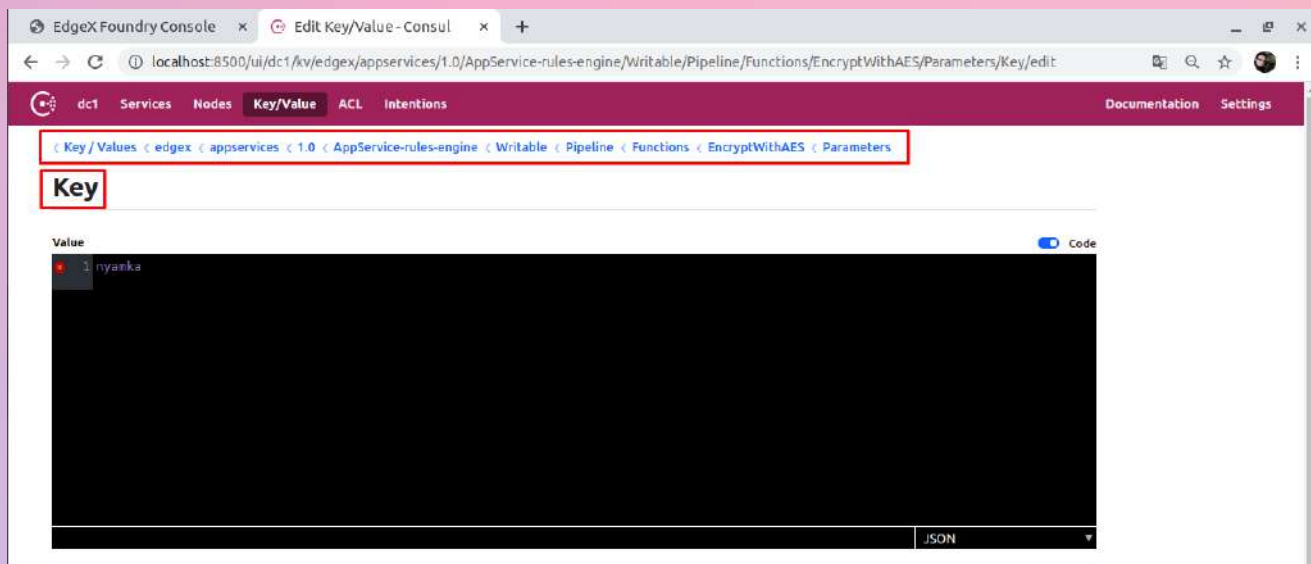 EdgeX Foundry Console × Edit Key/Value - Consul × +
localhost:8500/ui/dc1/kv/edgex/appservices/1.0/AppService-rules-engine/Writable/Pipeline/Functions/EncryptWithAES/Parameters/Key/edit
dc1 Services Nodes Key/Value ACL Intentions Documentation Settings
‹ Key / Values ‹ edgex ‹ appservices ‹ 1.0 ‹ AppService-rules-engine ‹ Writable ‹ Pipeline ‹ Functions ‹ EncryptWithAES ‹ Parameters
Key
Value Code
1 nyamka
JSON